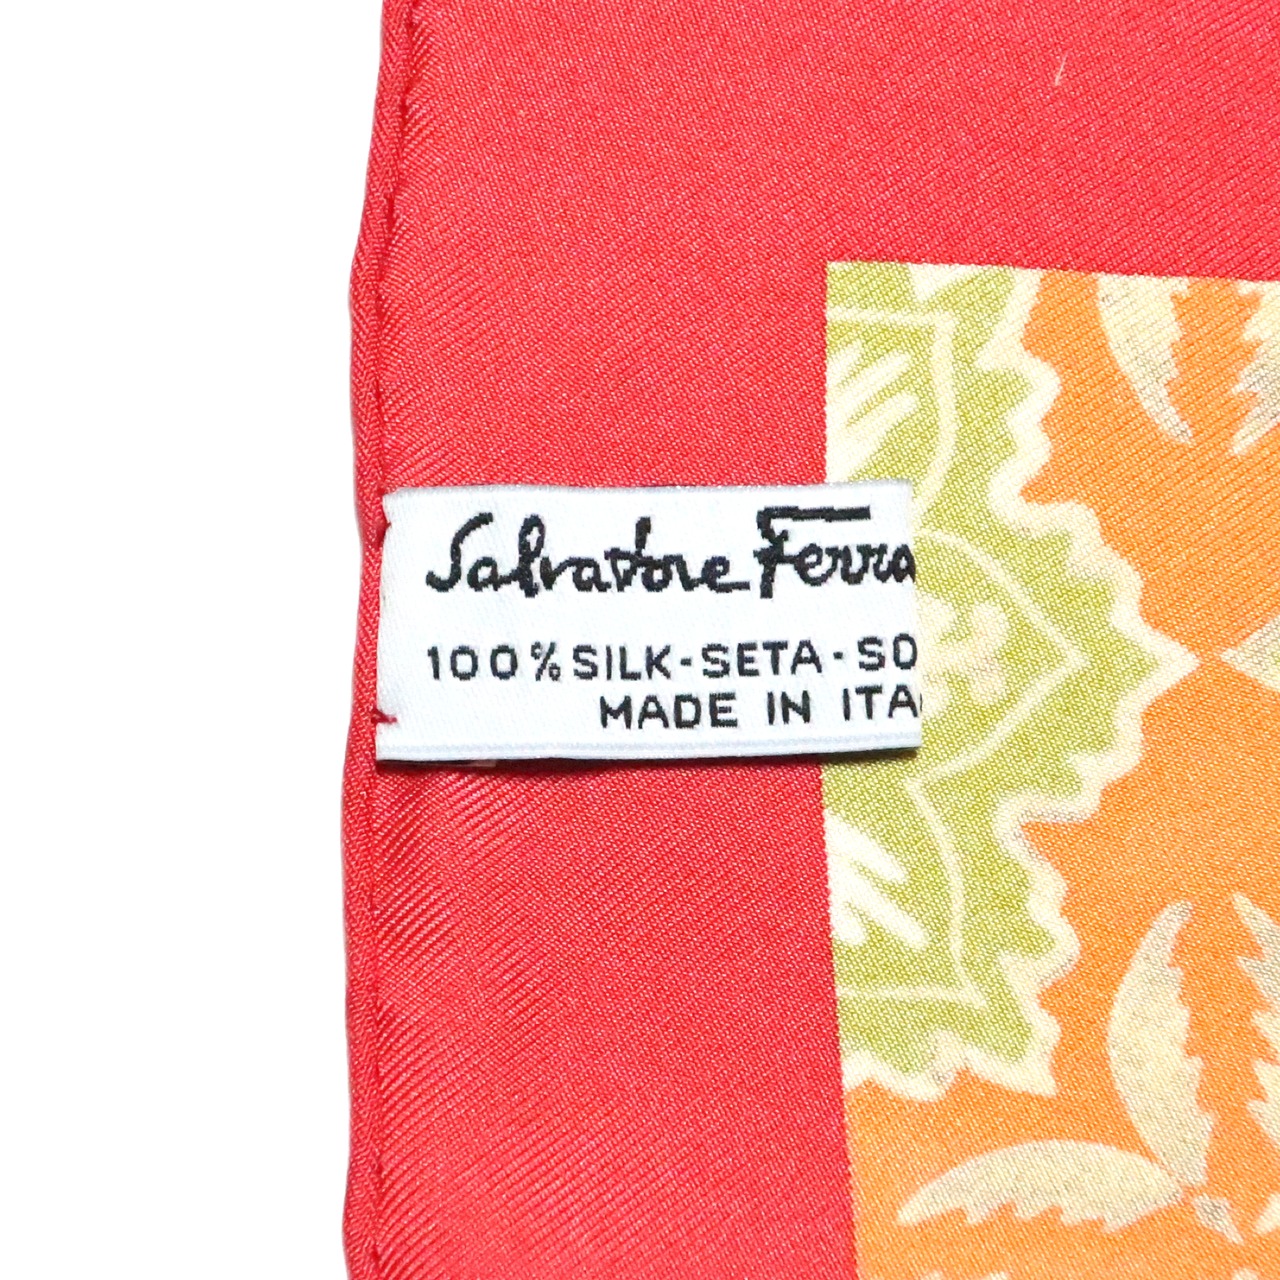 Salvatore Ferra
100% SILK-SETA-SO
MADE IN ITA